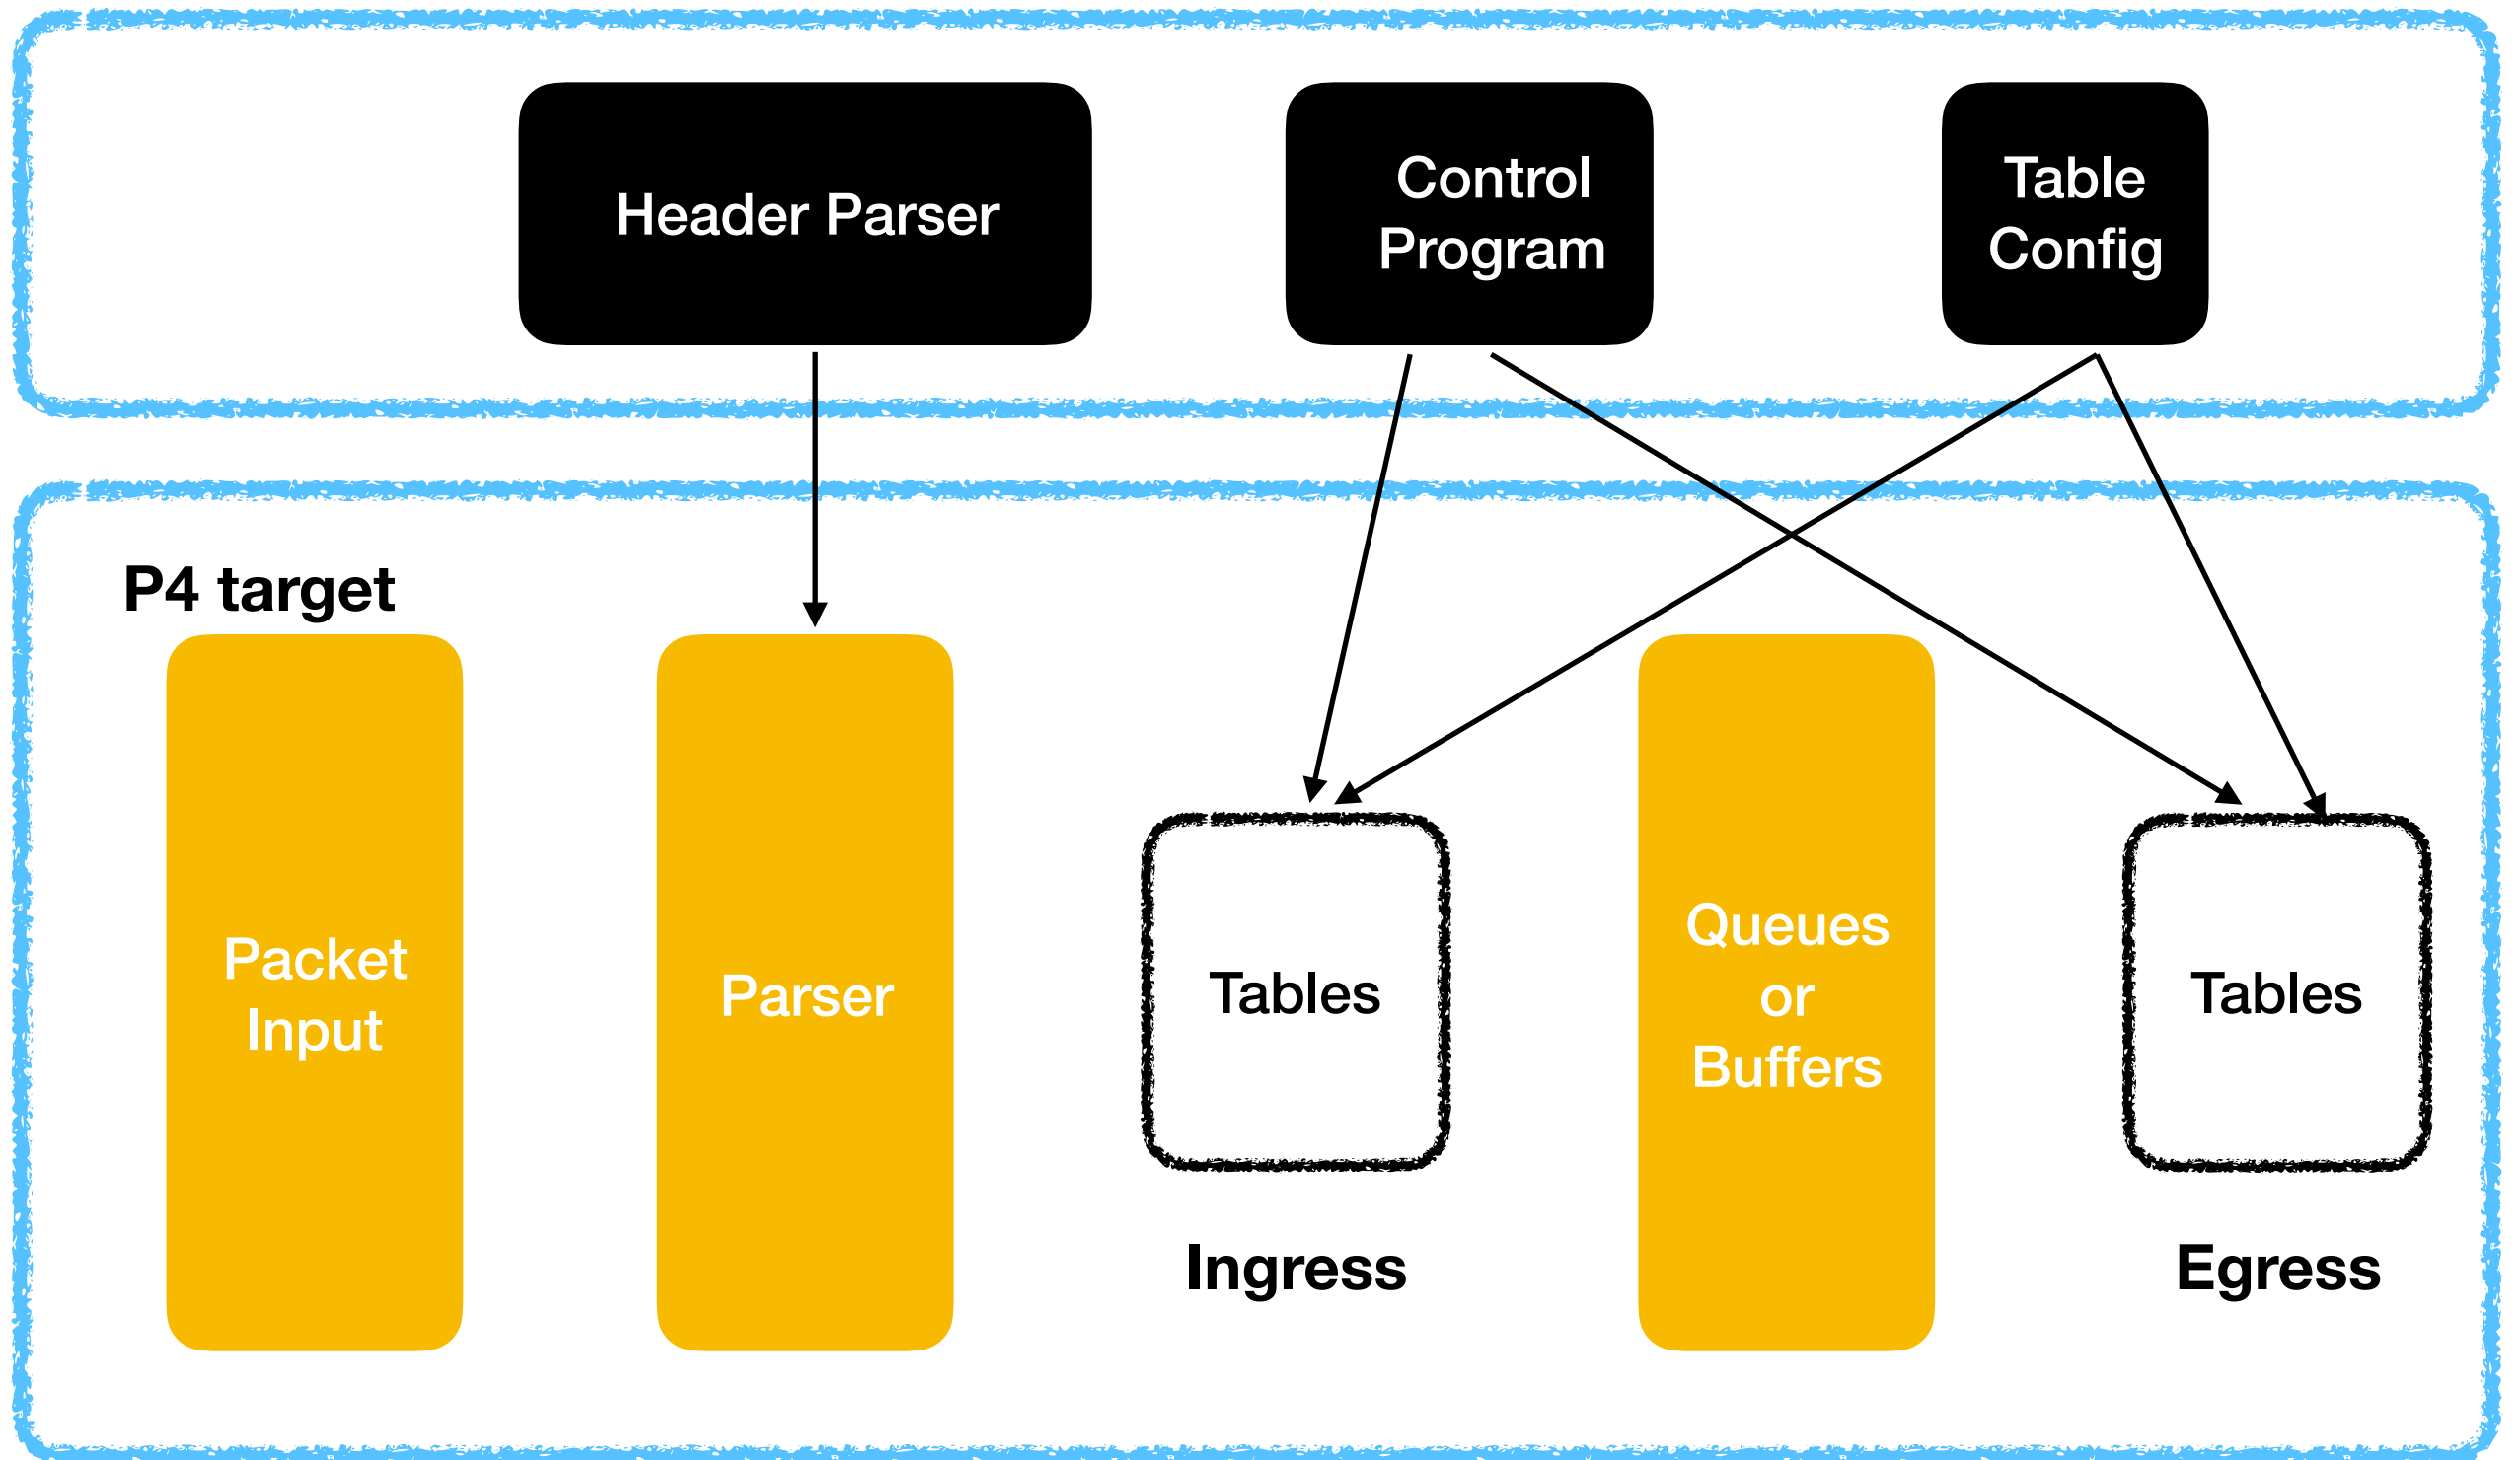 Header Parser
Control
Program
Table
Config
P4 target
Packet
Input
Parser
Tables
Ingress
Queues
or
Buffers
Tables
Egress